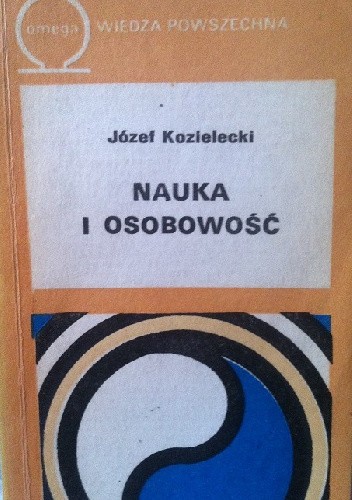 omega WIEDZA POWSZECHNA
Józef Kozielecki
NAUKA
I OSOBOWOŚĆ